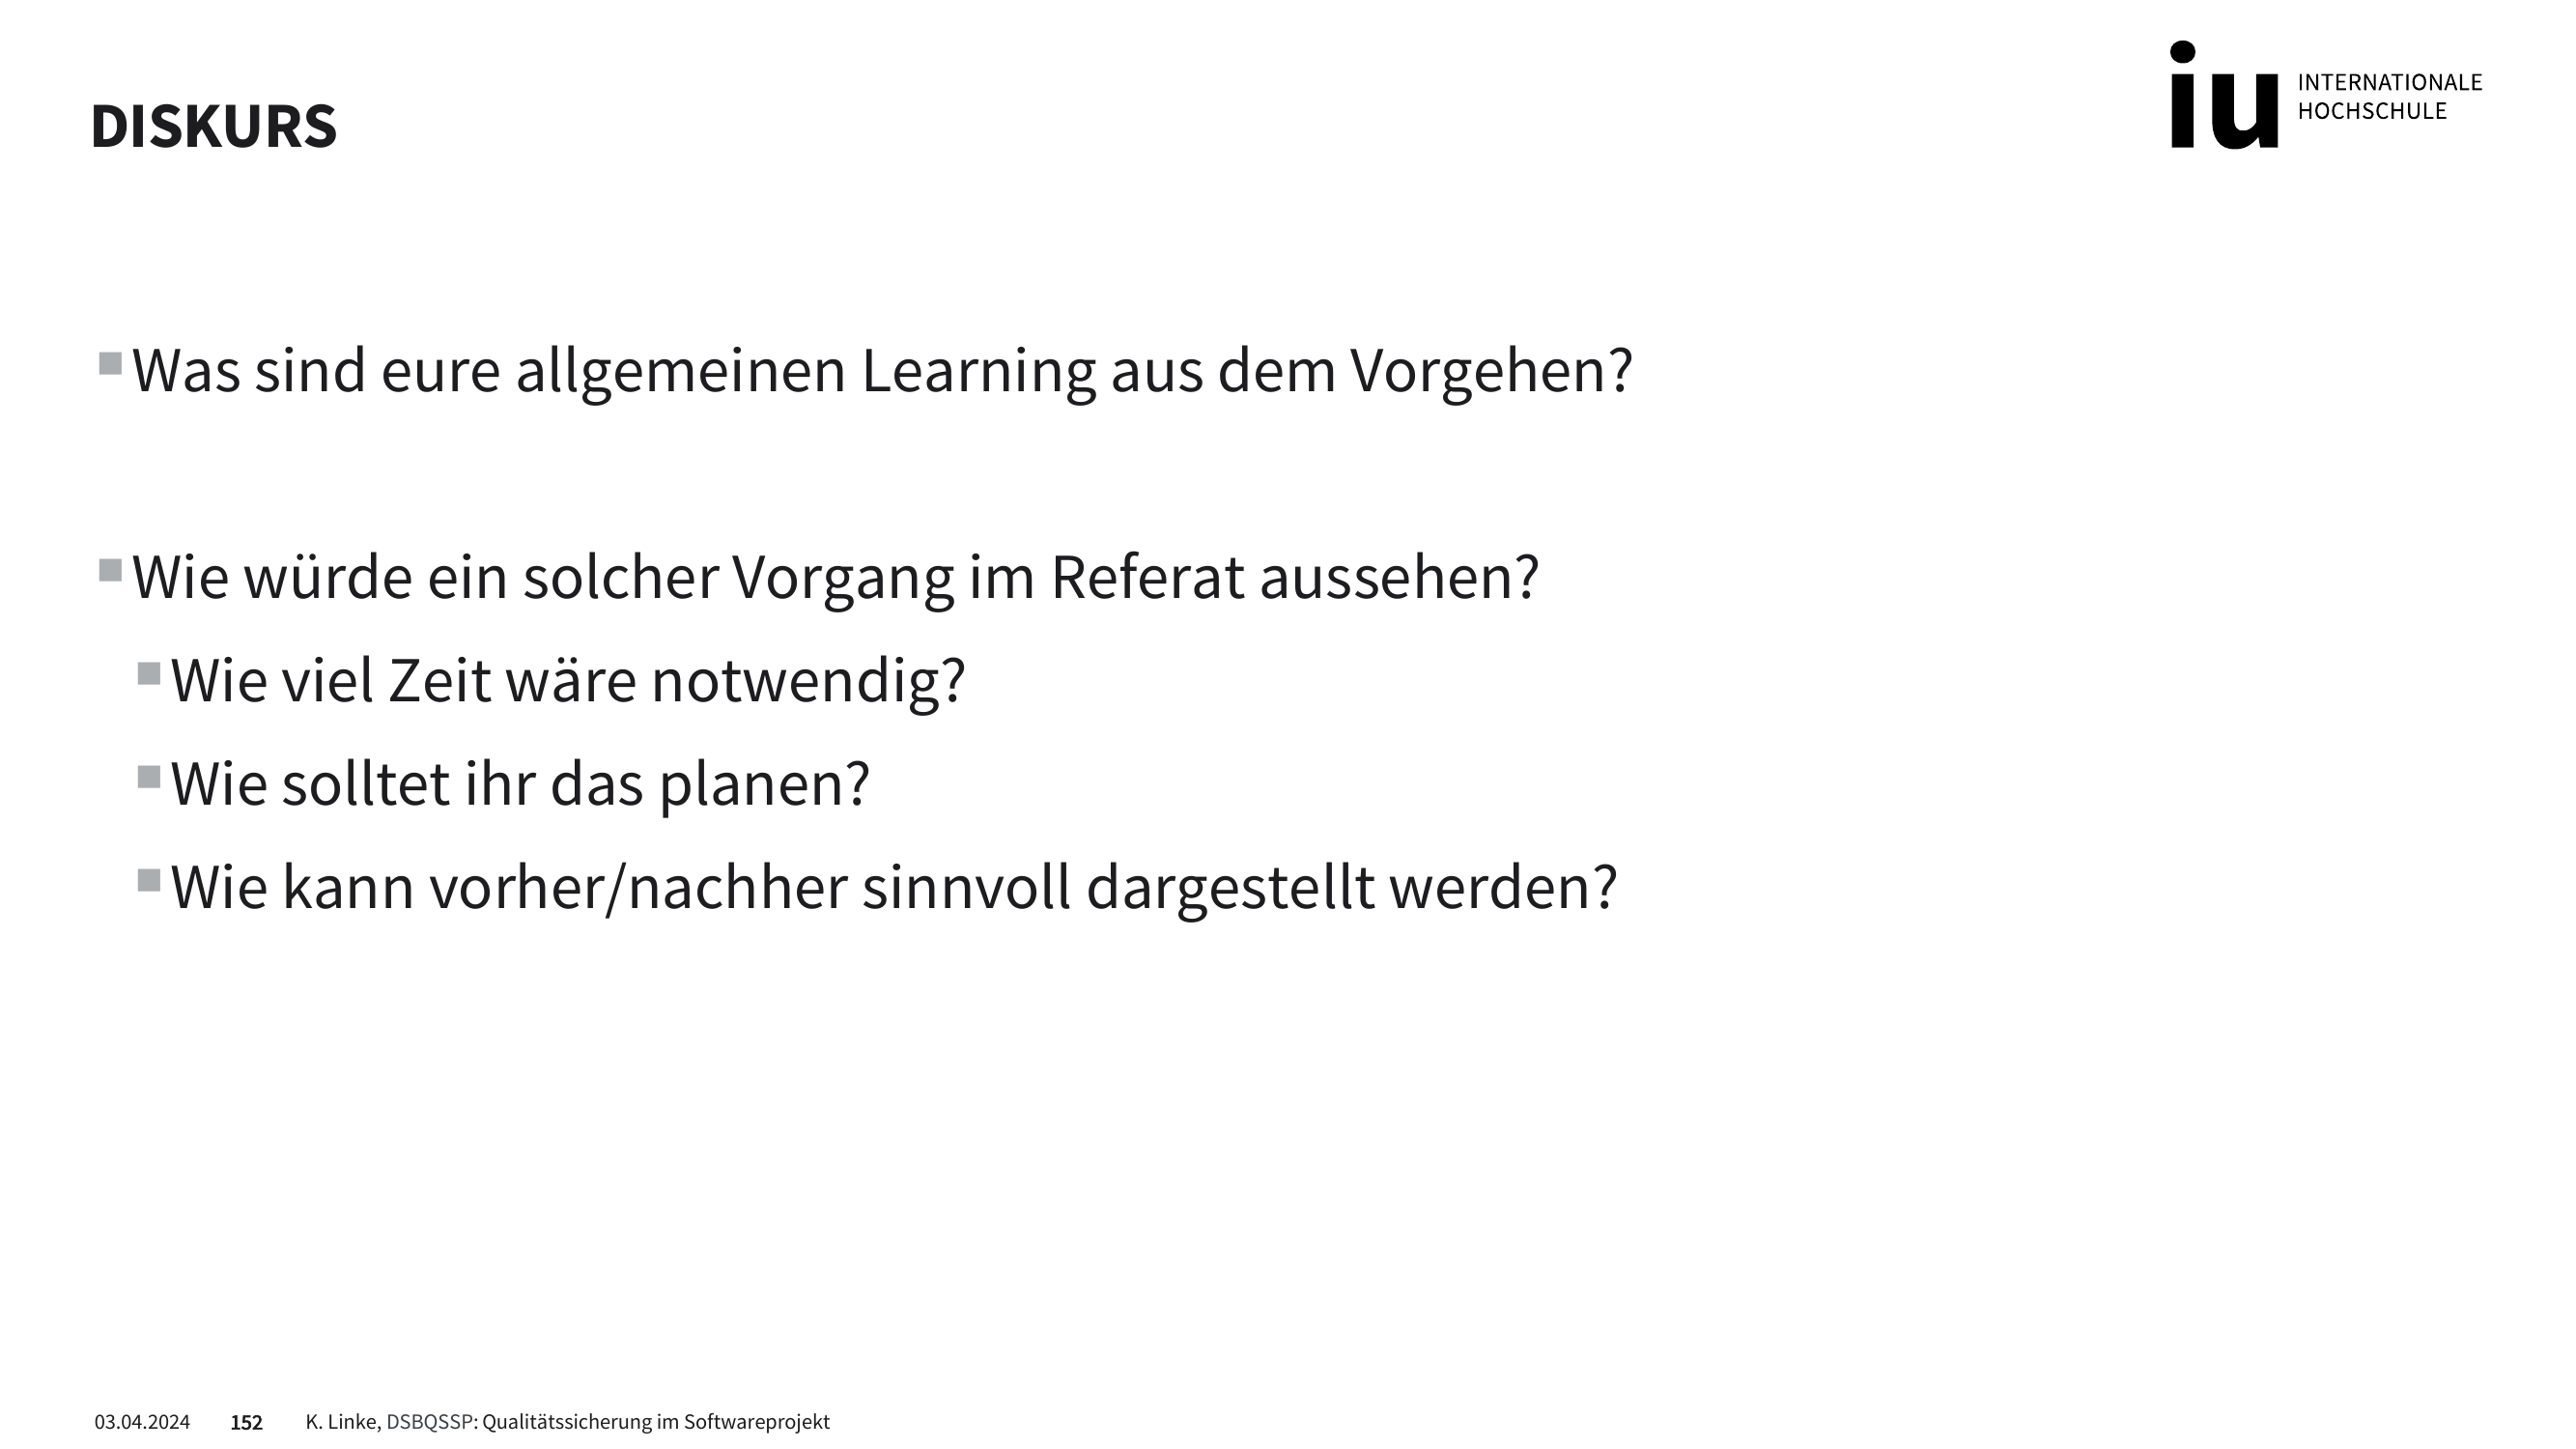 DISKURS
iu INTERNATIONALE
HOCHSCHULE
Was sind eure allgemeinen Learning aus dem Vorgehen?
Wie würde ein solcher Vorgang im Referat aussehen?
Wie viel Zeit wäre notwendig?
Wie solltet ihr das planen?
Wie kann vorher/nachher sinnvoll dargestellt werden?
03.04.2024 152 K. Linke, DSBQSSP: Qualitätssicherung im Softwareprojekt